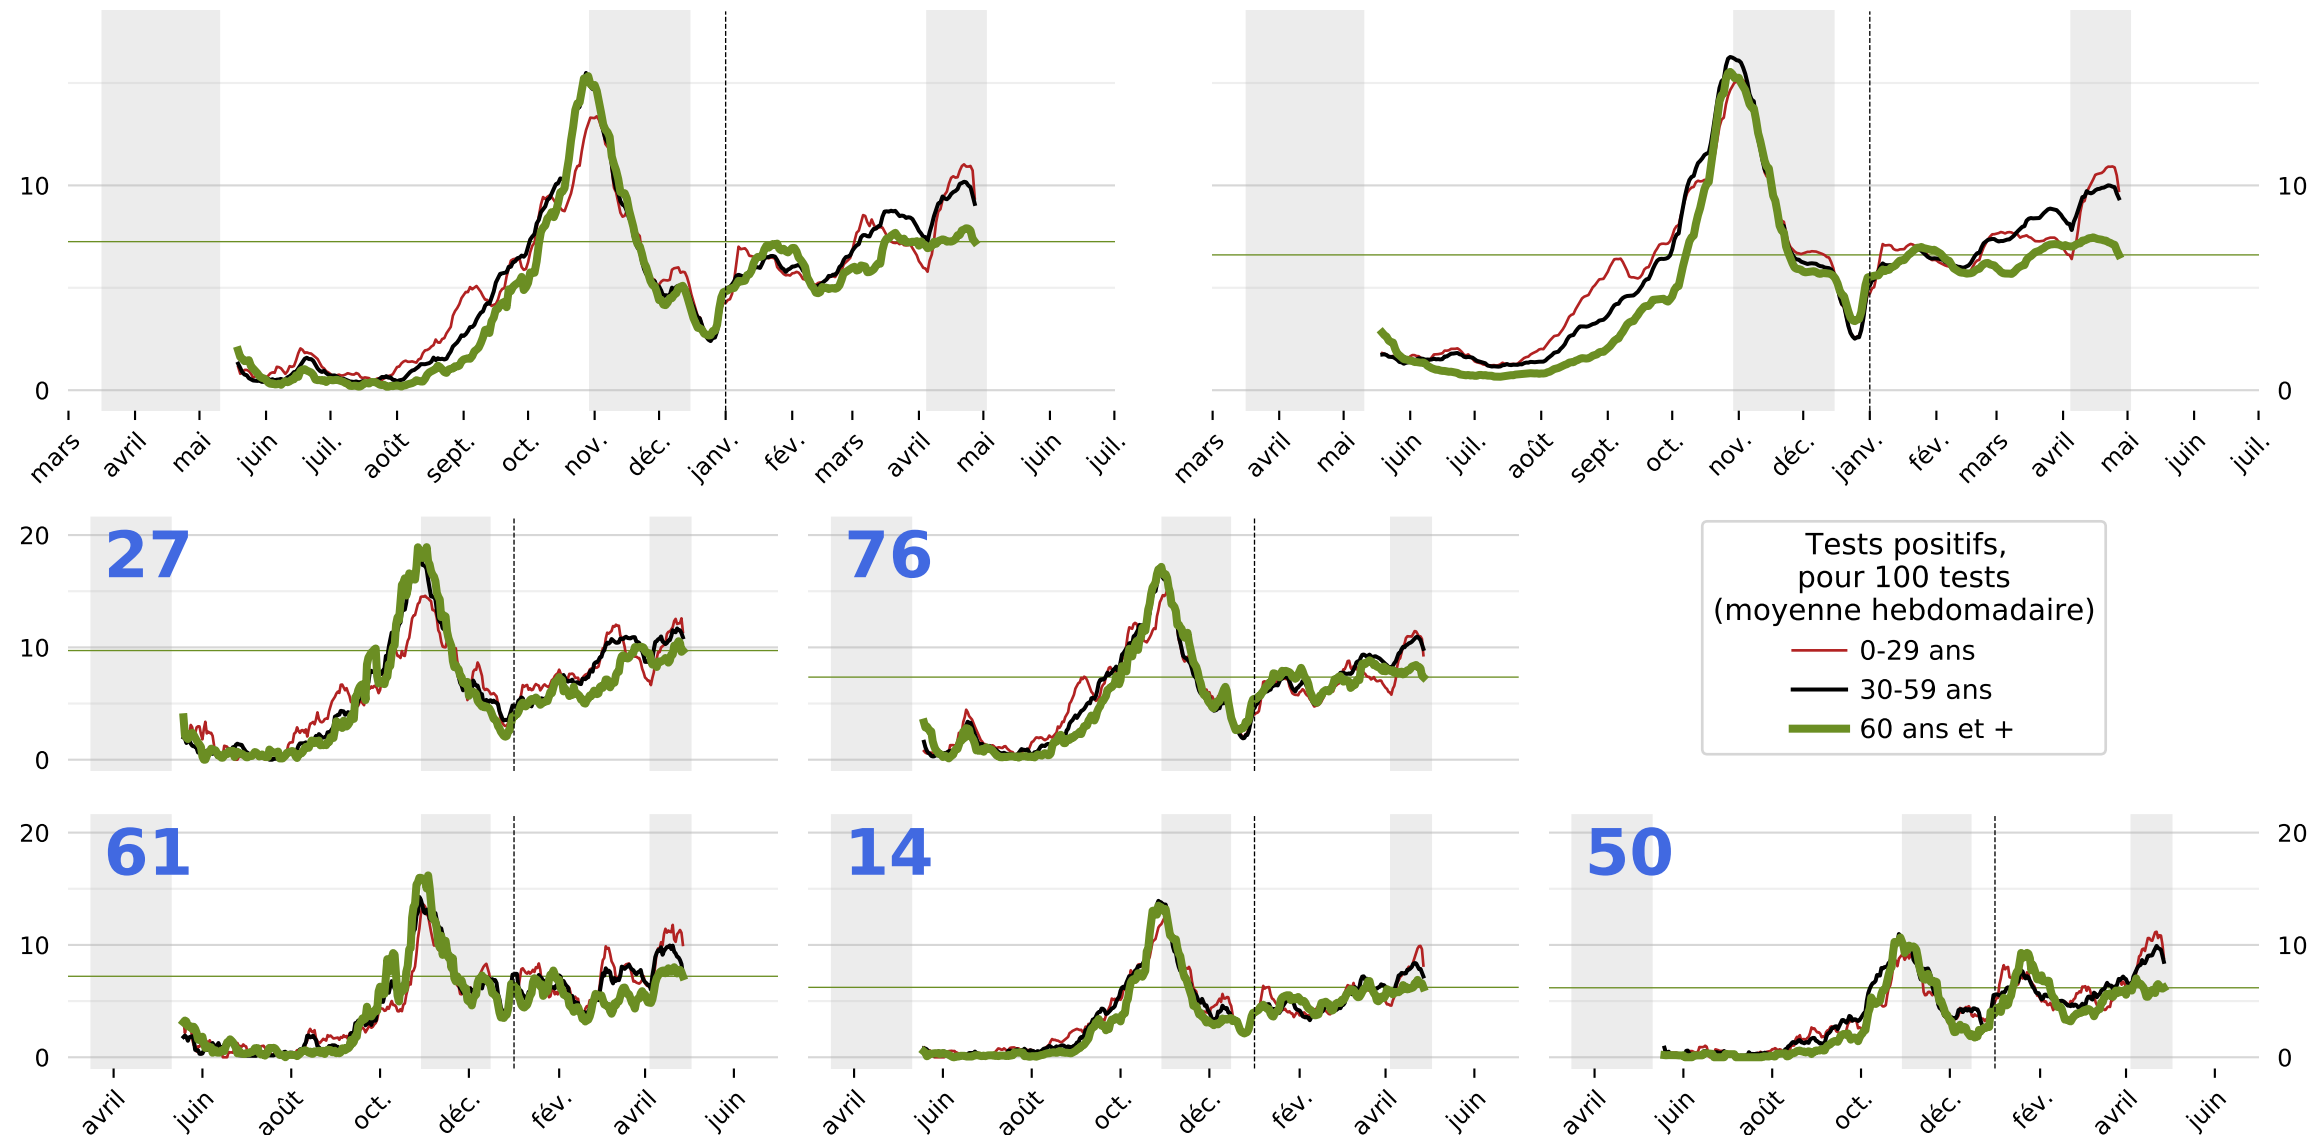 10
0
mars avril mai juin juil. août sept. oct. nov. déc. janv. fév. mars avril mai juin juil.
10
0
mars avril mai juin juil. août sept. oct. nov. déc. janv. fév. mars avril mai juin juil.
20
10
0
27
76
Tests positifs,
pour 100 tests
(moyenne hebdomadaire)
0-29 ans
30-59 ans
60 ans et +
20
10
0
61
14
50
20
10
0
avril juin août oct. déc. fév. avril juin
avril juin août oct. déc. fév. avril juin
avril juin août oct. déc. fév. avril juin